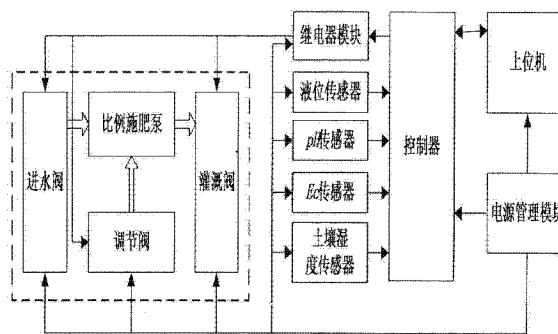 继电器模块
液位传感器
pH传感器
Ec传感器
土壤湿
度传感器
控制器
上位机
电源管理模块
进水阀
比例施肥泵
调节阀
灌溉阀